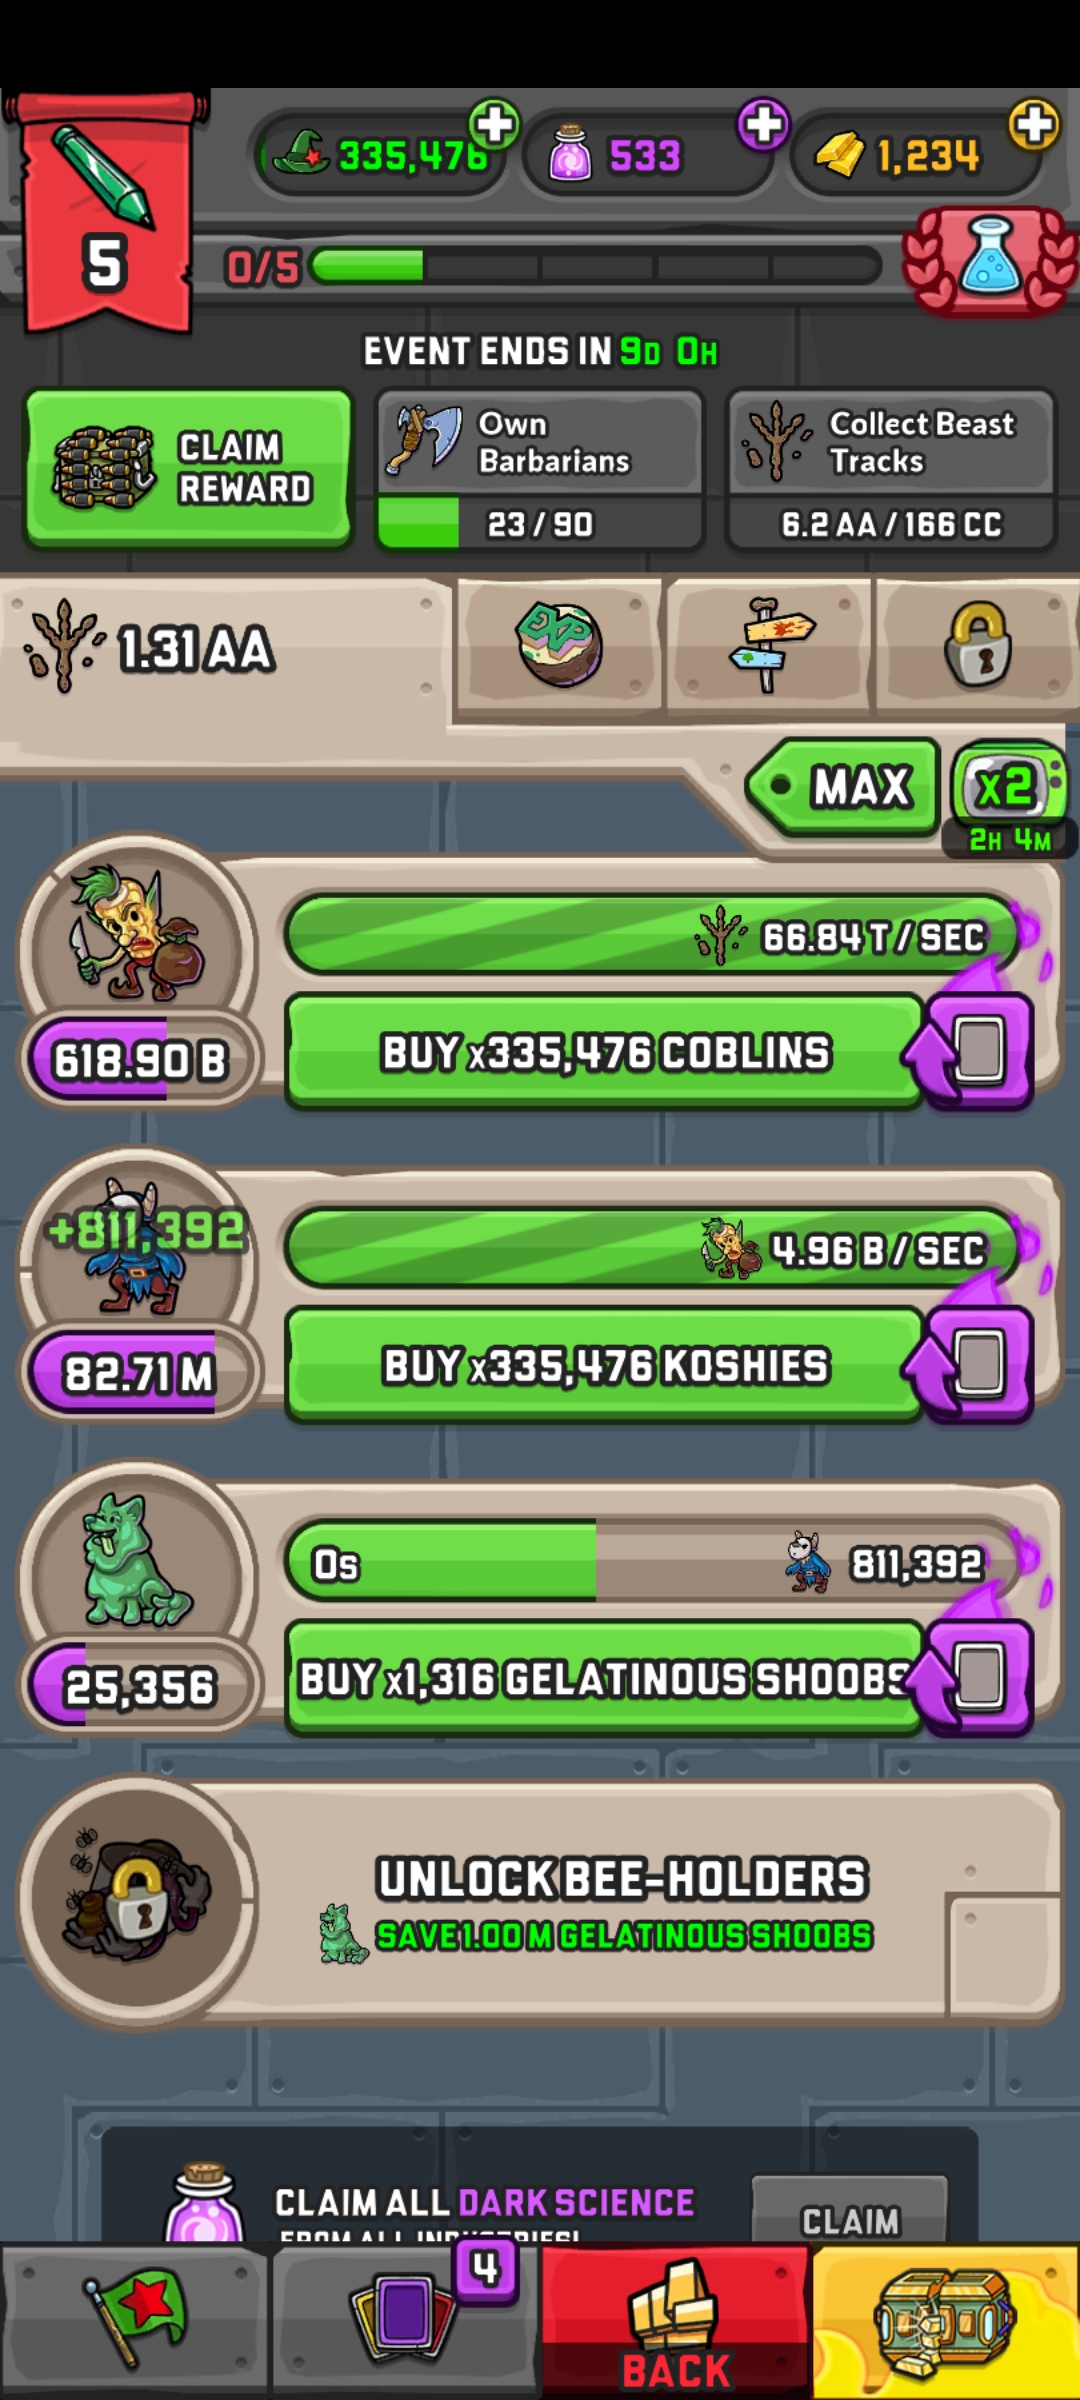 335,476
533
1,234
5
0/5
EVENT ENDS IN 9D 0H
CLAIM
REWARD
Own
Barbarians
23/90
Collect Beast
Tracks
6.2 AA/166 CC
1.31 AA
EXP
MAX
x2
2H 4M
66.84 T/SEC
618.90 B
BUY x335,476 COBLINS
+811,392
4.96 B/SEC
82.71 M
BUY x335,476 KOSHIES
0s
811,392
25,356
BUY x1,316 GELATINOUS SHOOBS
UNLOCK BEE-HOLDERS
SAVE 1.00 M GELATINOUS SHOOBS
CLAIM ALL DARK SCIENCE
FROM ALL INDUSTRIES!
CLAIM
4
BACK